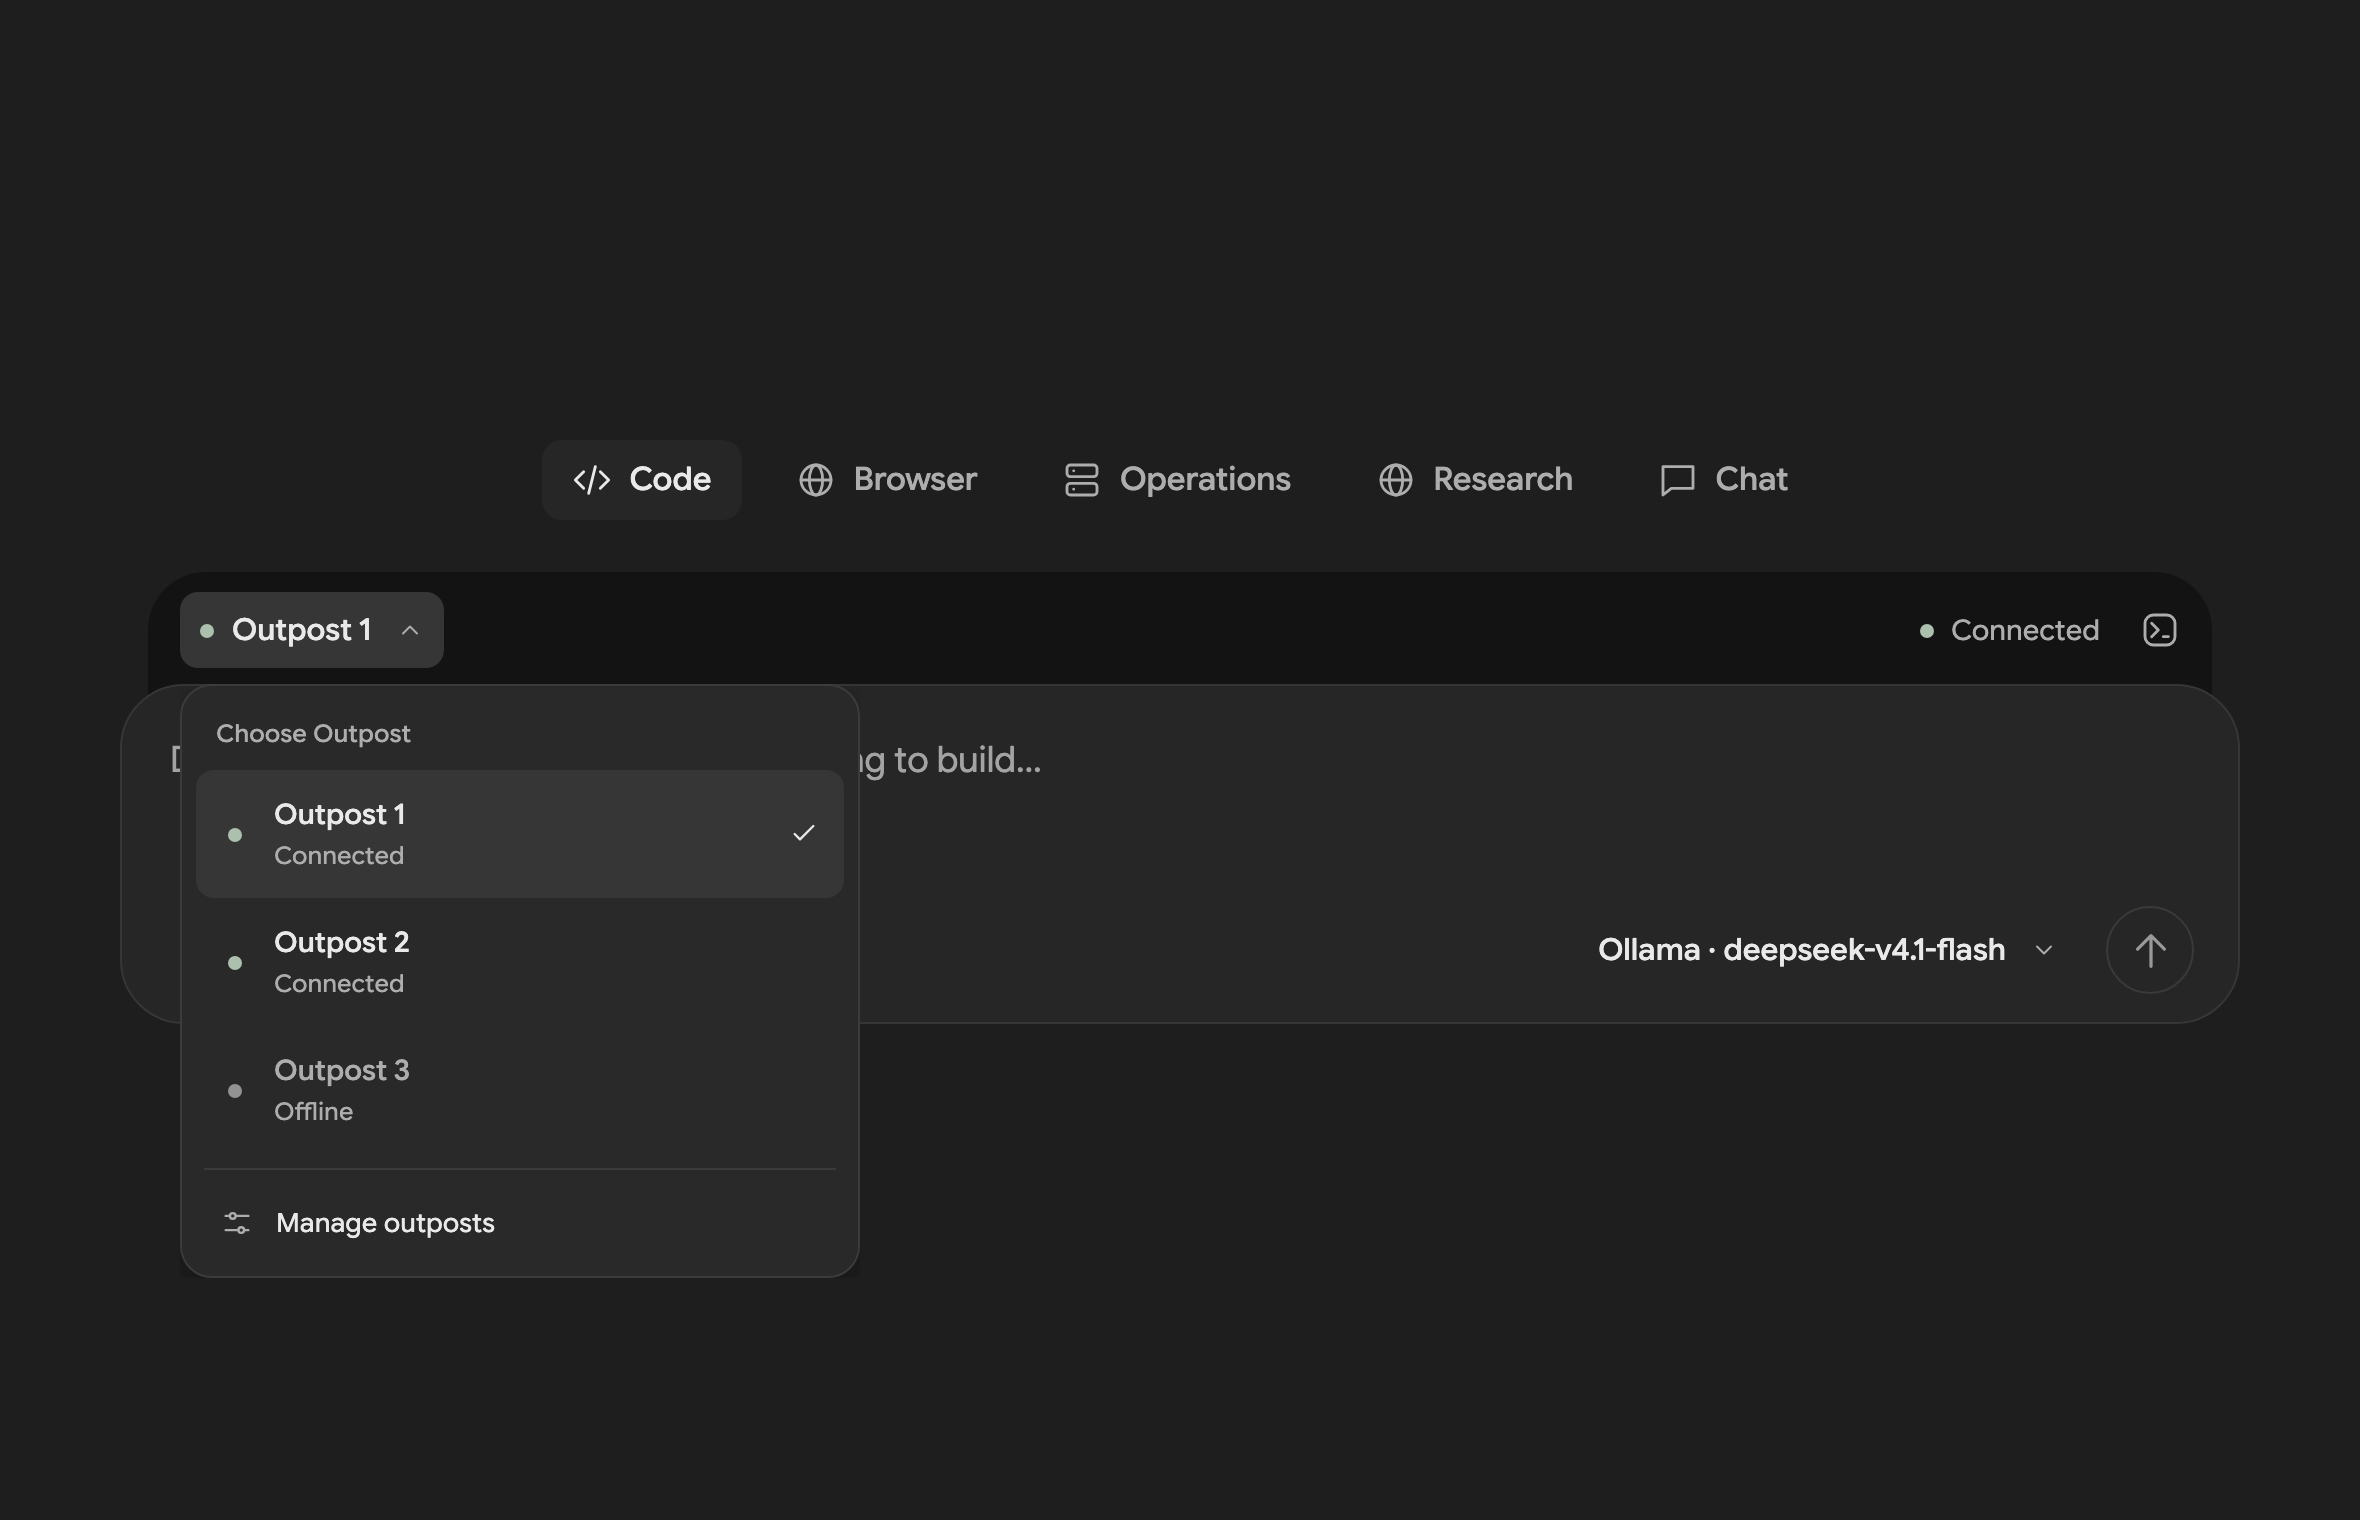 Code
Browser
Operations
Research
Chat
Outpost 1
Connected
Choose Outpost
to build...
Outpost 1
Connected
Outpost 2
Connected
Ollama · deepseek-v4.1-flash
Outpost 3
Offline
Manage outposts